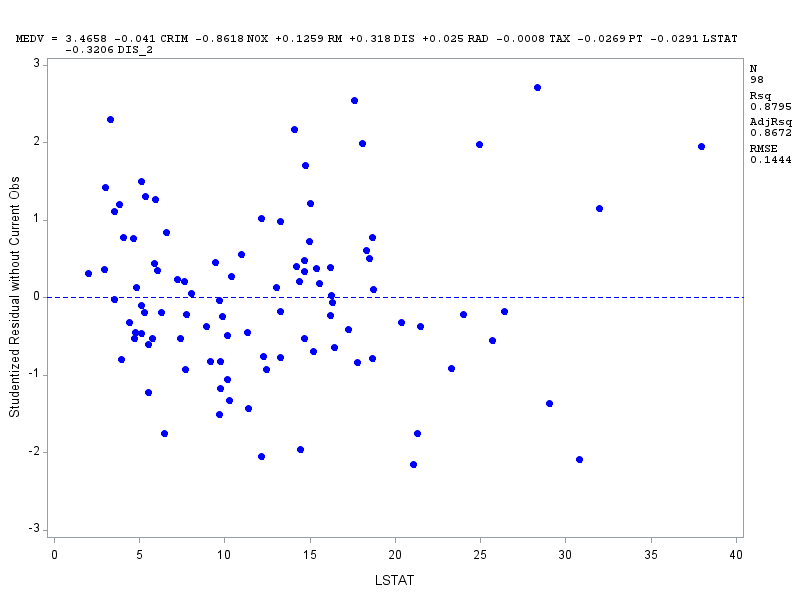 MEDV = 3.4658 -0.041 CRIM -0.8618 NOX +0.1259 RM +0.318 DIS +0.025 RAD -0.0008 TAX -0.0269 PT -0.0291 LSTAT
-0.3206 DIS_2
N
98
Rsq
0.8795
AdjRsq
0.8672
RMSE
0.1444
Studentized Residual without Current Obs
3
2
1
0
-1
-2
-3
0 5 10 15 20 25 30 35 40
LSTAT